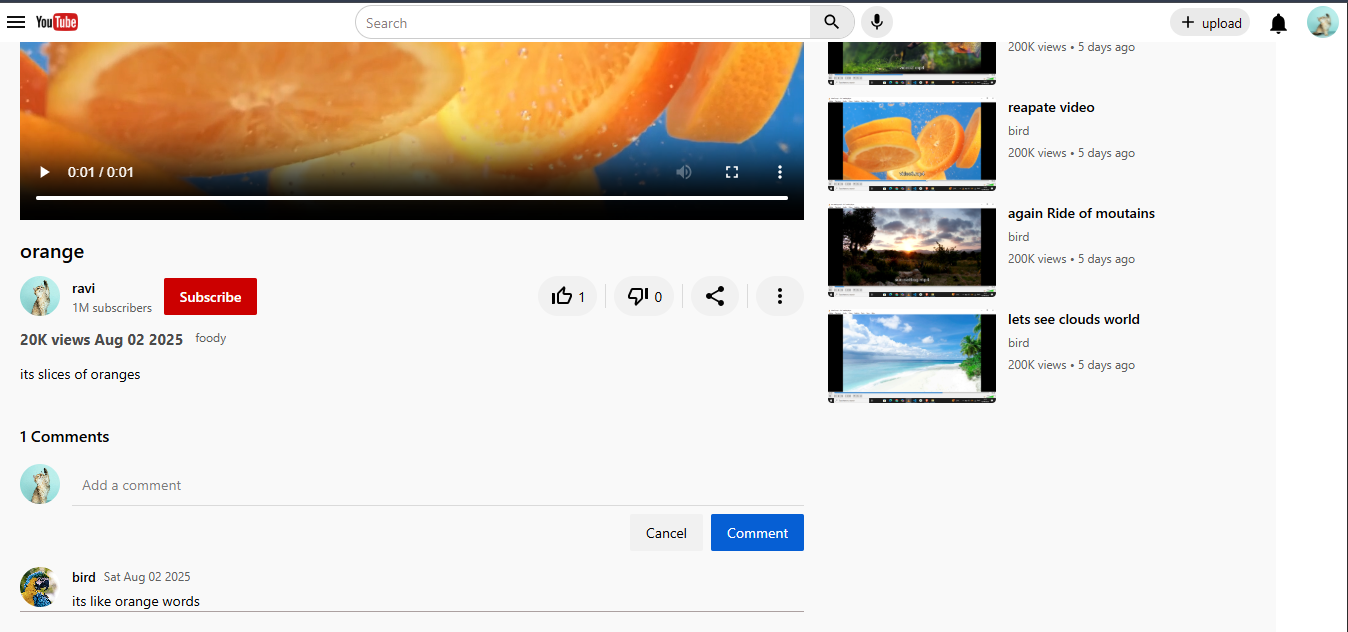 YouTube
Search
upload
200K views • 5 days ago
reapate video
bird
200K views • 5 days ago
again Ride of moutains
bird
200K views • 5 days ago
lets see clouds world
bird
200K views • 5 days ago
0:01 / 0:01
orange
ravi
1M subscribers
Subscribe
1
0
20K views Aug 02 2025 foody
its slices of oranges
1 Comments
Add a comment
Cancel
Comment
bird Sat Aug 02 2025
its like orange words